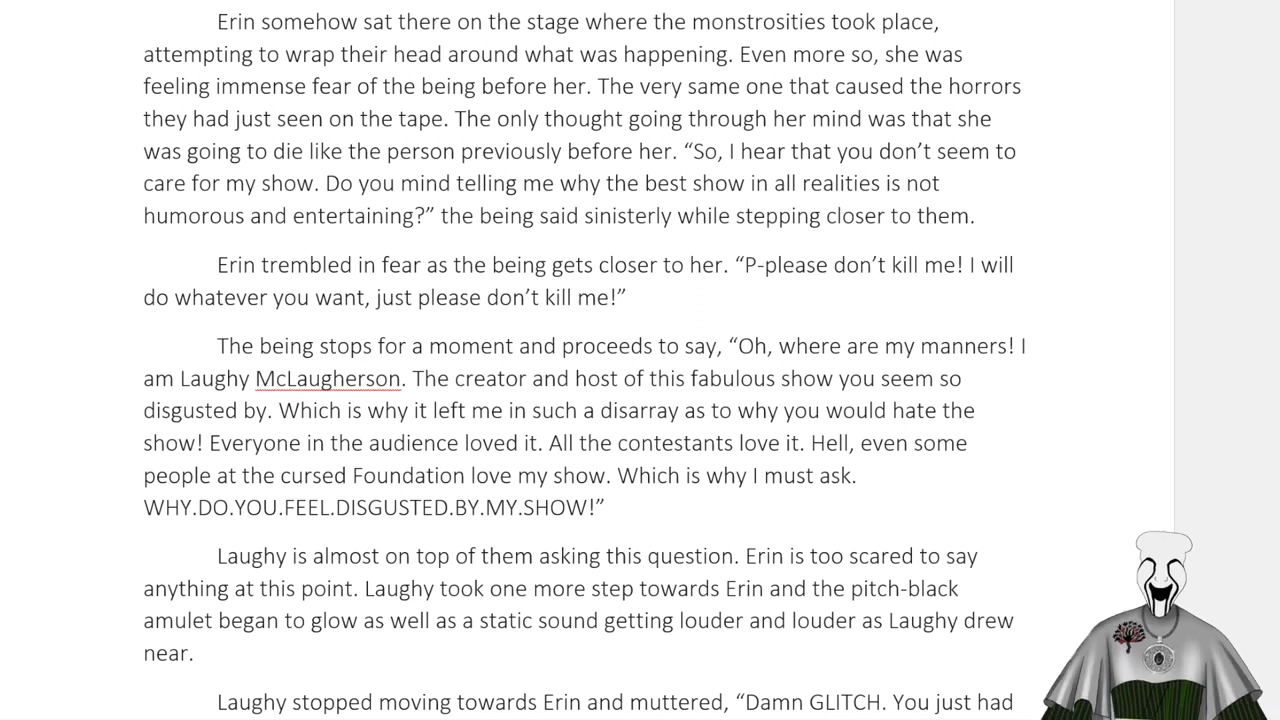 Erin somehow sat there on the stage where the monstrosities took place,
attempting to wrap their head around what was happening. Even more so, she was
feeling immense fear of the being before her. The very same one that caused the horrors
they had just seen on the tape. The only thought going through her mind was that she
was going to die like the person previously before her. “So, I hear that you don’t seem to
care for my show. Do you mind telling me why the best show in all realities is not
humorous and entertaining?” the being said sinisterly while stepping closer to them.
Erin trembled in fear as the being gets closer to her. “P-please don’t kill me! I will
do whatever you want, just please don’t kill me!”
The being stops for a moment and proceeds to say, “Oh, where are my manners! I
am Laughy McLaugherson. The creator and host of this fabulous show you seem so
disgusted by. Which is why it left me in such a disarray as to why you would hate the
show! Everyone in the audience loved it. All the contestants love it. Hell, even some
people at the cursed Foundation love my show. Which is why I must ask.
WHY.DO.YOU.FEEL.DISGUSTED.BY.MY.SHOW!”
Laughy is almost on top of them asking this question. Erin is too scared to say
anything at this point. Laughy took one more step towards Erin and the pitch-black
amulet began to glow as well as a static sound getting louder and louder as Laughy drew
near.
Laughy stopped moving towards Erin and muttered, “Damn GLITCH. You just had